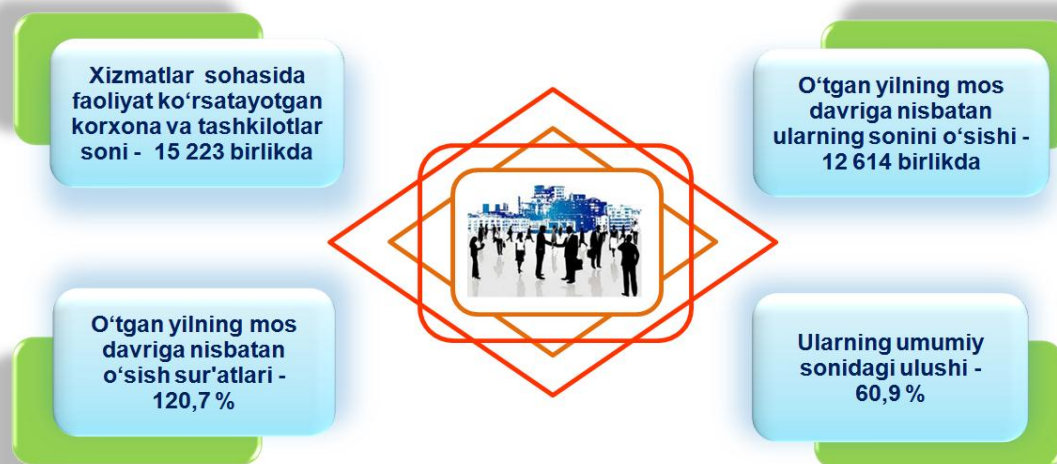 Xizmatlar sohasida
faoliyat ko‘rsatayotgan
korxona va tashkilotlar
soni - 15 223 birlikda
O‘tgan yilning mos
davriga nisbatan
ularning sonini o‘sishi -
12 614 birlikda
O‘tgan yilning mos
davriga nisbatan
o‘sish sur'atlari -
120,7 %
Ularning umumiy
sonidagi ulushi -
60,9 %